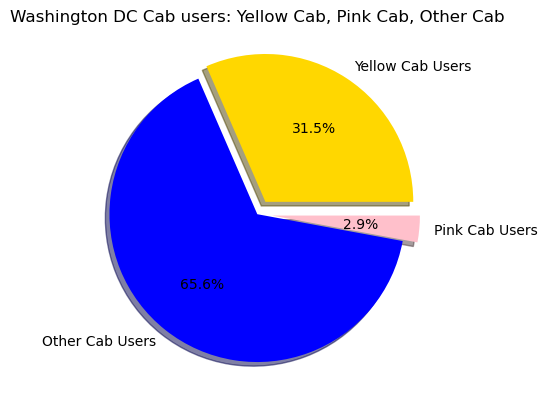 Washington DC Cab users: Yellow Cab, Pink Cab, Other Cab
Yellow Cab Users
31.5%
2.9%
Pink Cab Users
65.6%
Other Cab Users